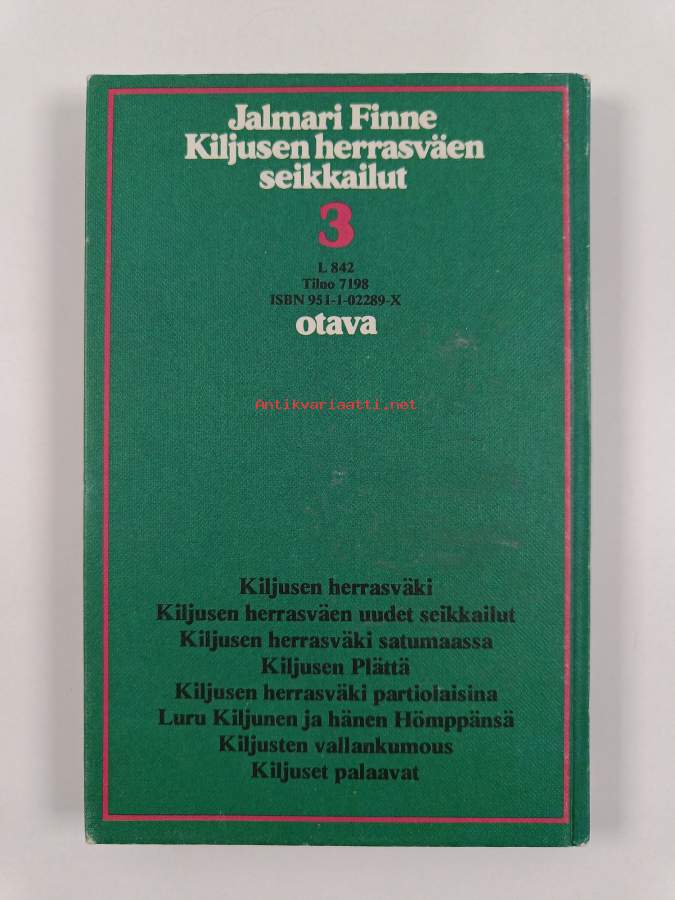 Jalmari Finne
Kiljusen herrasväen
seikkailut
3
L 842
Tilno 7198
ISBN 951-1-02289-X
otava
Antikvariaatti.net
Kiljusen herrasväki
Kiljusen herrasväen uudet seikkailut
Kiljusen herrasväki satumaassa
Kiljusen Plättä
Kiljusen herrasväki partiolaisina
Luru Kiljunen ja hänen Hömppänsä
Kiljusten vallankumous
Kiljuset palaavat